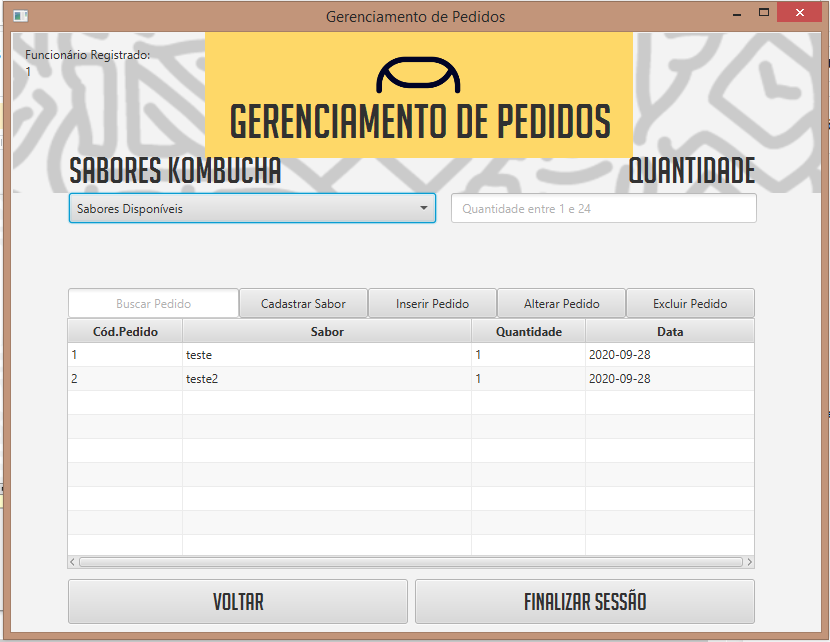 Gerenciamento de Pedidos
Funcionário Registrado:
1
GERENCIAMENTO DE PEDIDOS
SABORES KOMBUCHA QUANTIDADE
Sabores Disponíveis Quantidade entre 1 e 24
Buscar Pedido Cadastrar Sabor Inserir Pedido Alterar Pedido Excluir Pedido
Cód.Pedido Sabor Quantidade Data
1 teste 1 2020-09-28
2 teste2 1 2020-09-28
VOLTAR FINALIZAR SESSÃO